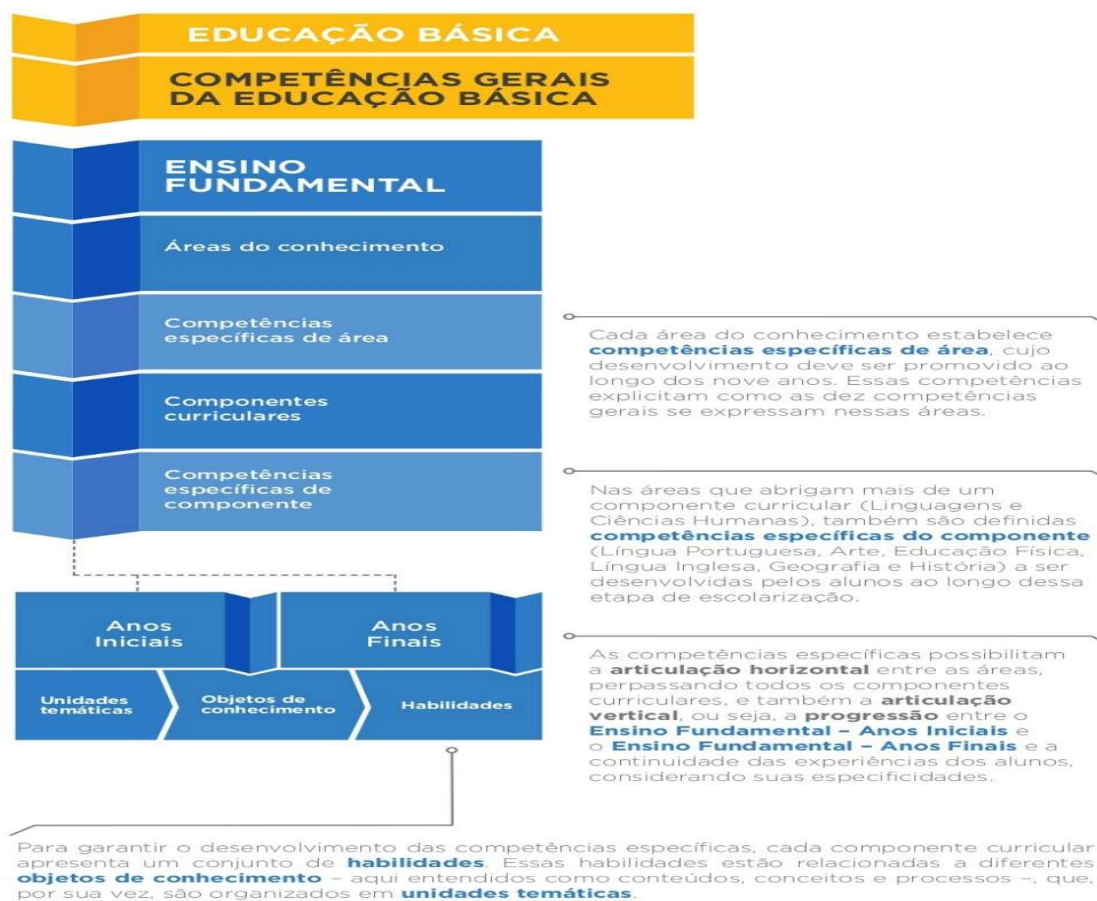 EDUCAÇÃO BÁSICA
COMPETÊNCIAS GERAIS
DA EDUCAÇÃO BÁSICA
ENSINO
FUNDAMENTAL
Áreas do conhecimento
Competências
específicas de área
Componentes
curriculares
Competências
específicas de
componente
Anos
Iniciais
Anos
Finais
Unidades
temáticas
Objetos de
conhecimento
Habilidades
Cada área do conhecimento estabelece
competências específicas de área, cujo
desenvolvimento deve ser promovido ao
longo dos nove anos. Essas competências
explicitam como as dez competências
gerais se expressam nessas áreas.
Nas áreas que abrigam mais de um
componente curricular (Linguagens e
Ciências Humanas), também são definidas
competências específicas do componente
(Língua Portuguesa, Arte, Educação Física,
Língua Inglesa, Geografia e História) a ser
desenvolvidas pelos alunos ao longo dessa
etapa de escolarização.
As competências específicas possibilitam
a articulação horizontal entre as áreas,
perpassando todos os componentes
curriculares, e também a articulação
vertical, ou seja, a progressão entre o
Ensino Fundamental – Anos Iniciais e
o Ensino Fundamental – Anos Finais e a
continuidade das experiências dos alunos,
considerando suas especificidades.
Para garantir o desenvolvimento das competências específicas, cada componente curricular
apresenta um conjunto de habilidades. Essas habilidades estão relacionadas a diferentes
objetos de conhecimento – aqui entendidos como conteúdos, conceitos e processos –, que,
por sua vez, são organizados em unidades temáticas.